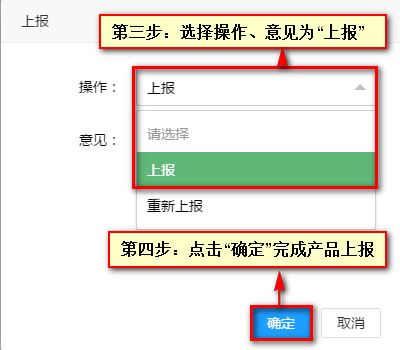 上报
第三步：选择操作、意见为“上报”
操作： 上报
请选择
意见：
上报
重新上报
第四步：点击“确定”完成产品上报
确定 取消